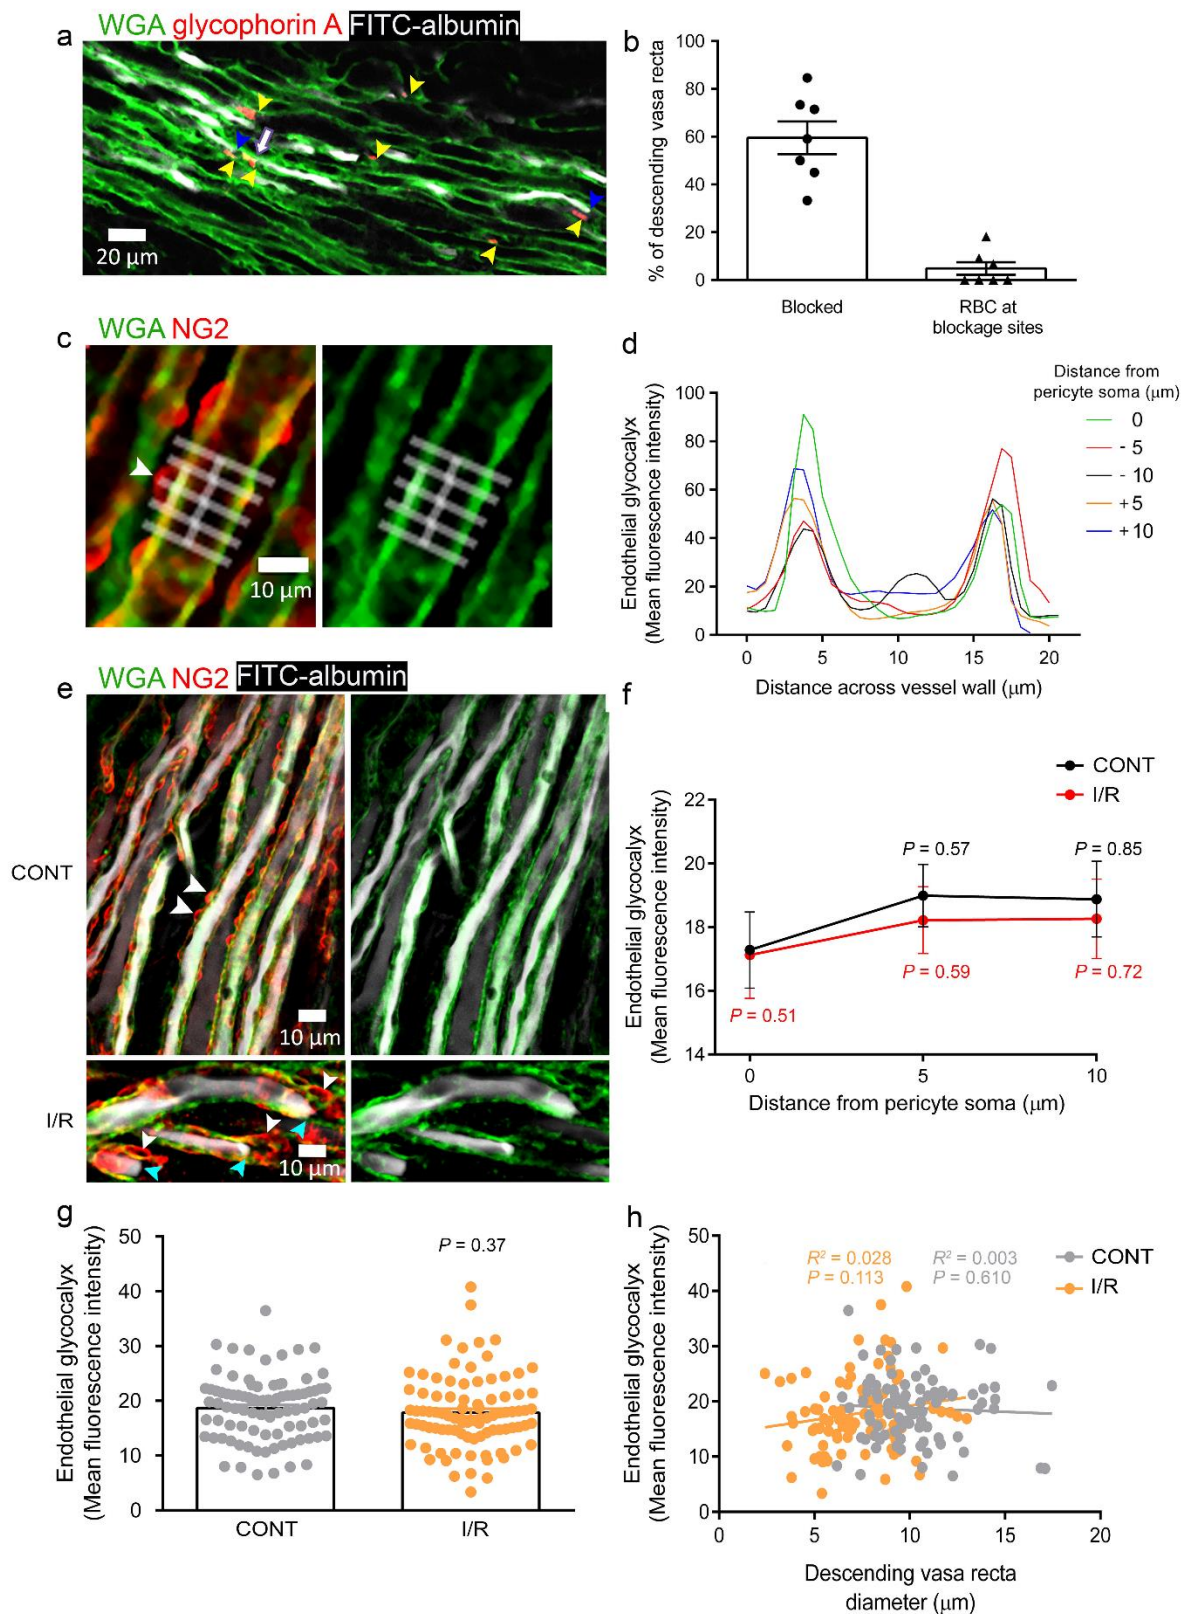 a
WGA glycophorin A FITC-albumin
20 µm
b
% of descending vasa recta
100
80
60
40
20
0
Blocked
RBC at
blockage sites
c
WGA NG2
10 µm
d
Endothelial glycocalyx
(Mean fluorescence intensity)
100
80
60
40
20
0
0 5 10 15 20
Distance across vessel wall (µm)
Distance from
pericyte soma (µm)
0
- 5
- 10
+ 5
+ 10
e
WGA NG2 FITC-albumin
CONT
10 µm
I/R
10 µm
f
Endothelial glycocalyx
(Mean fluorescence intensity)
22
20
18
16
14
CONT
I/R
P = 0.57
P = 0.85
P = 0.51
P = 0.59
P = 0.72
0 5 10
Distance from pericyte soma (µm)
g
Endothelial glycocalyx
(Mean fluorescence intensity)
50
40
30
20
10
0
P = 0.37
CONT I/R
h
Endothelial glycocalyx
(Mean fluorescence intensity)
50
40
30
20
10
0
R² = 0.028
P = 0.113
R² = 0.003
P = 0.610
CONT
I/R
0 5 10 15 20
Descending vasa recta
diameter (µm)